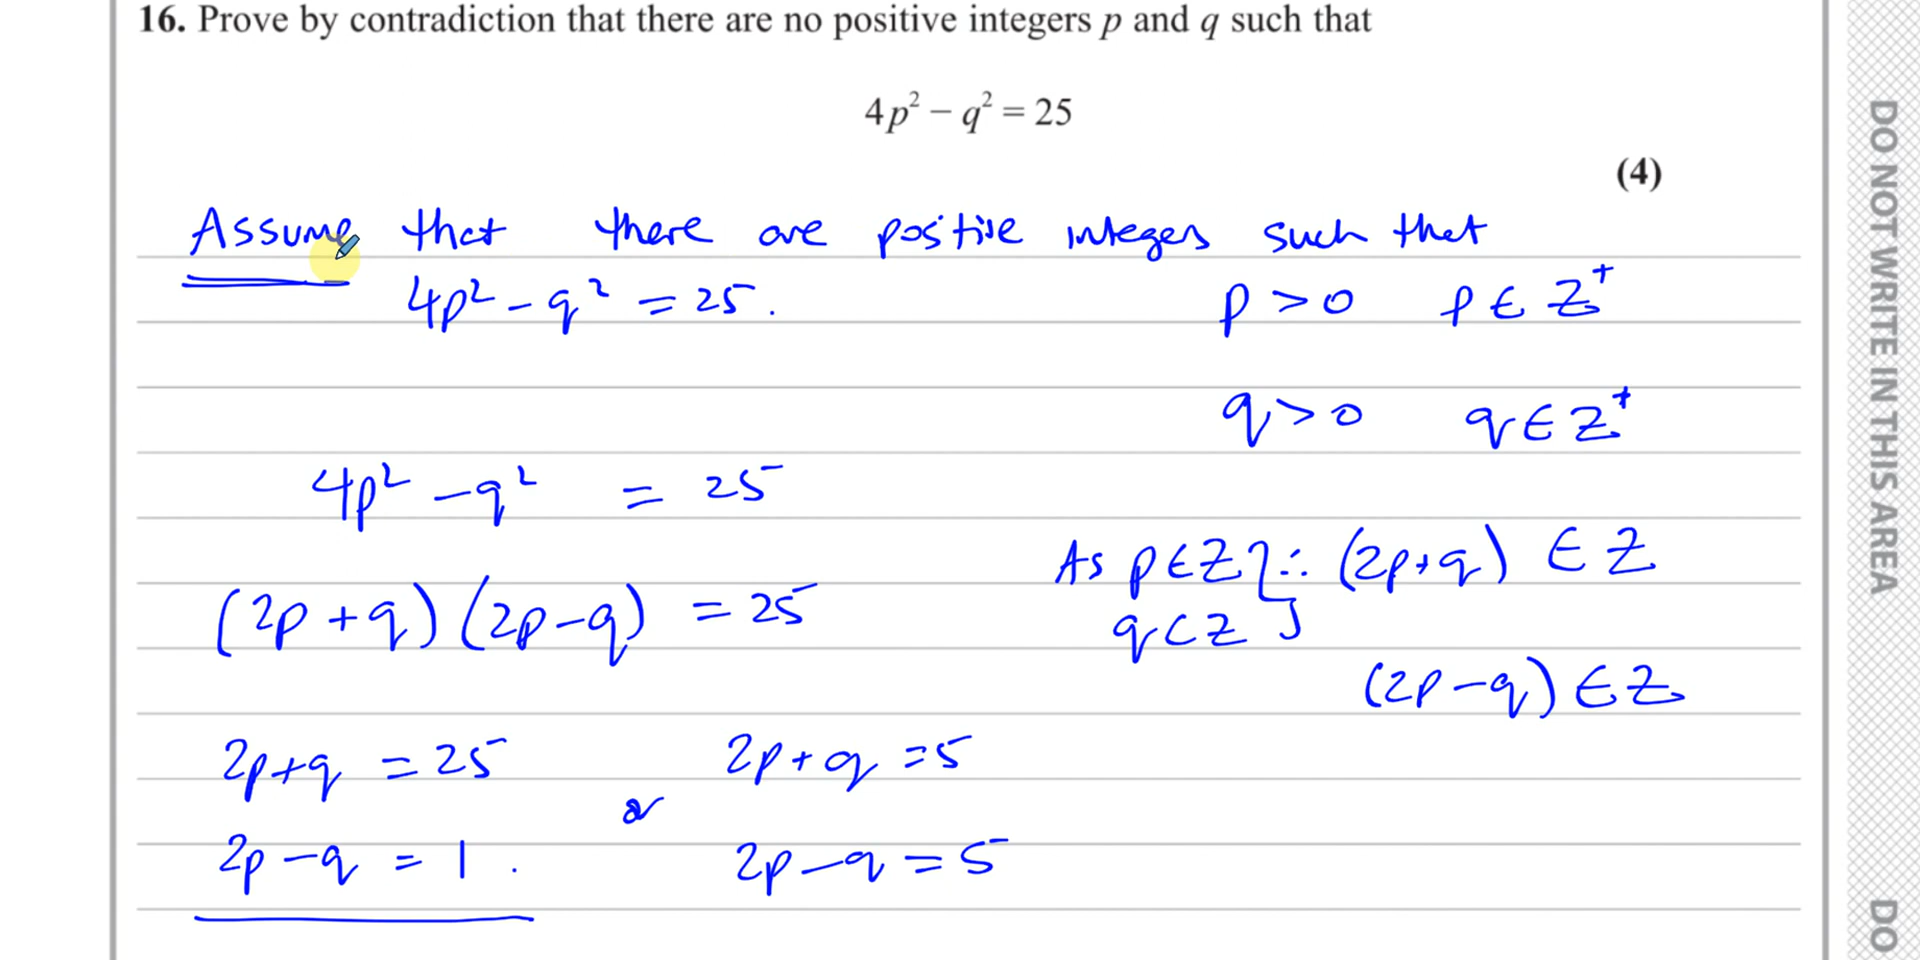 16. Prove by contradiction that there are no positive integers p and q such that
4p² − q² = 25
(4)
Assume that there are positive integers such that
4p² − q² = 25.
p > 0 p ∈ Z⁺
q > 0 q ∈ Z⁺
4p² − q² = 25
As p ∈ Z } ∴ (2p+q) ∈ Z
q ∈ Z
(2p + q)(2p − q) = 25
(2p − q) ∈ Z
2p+q = 25 or 2p+q = 5
2p − q = 1. 2p − q = 5
DO NOT WRITE IN THIS AREA
DO